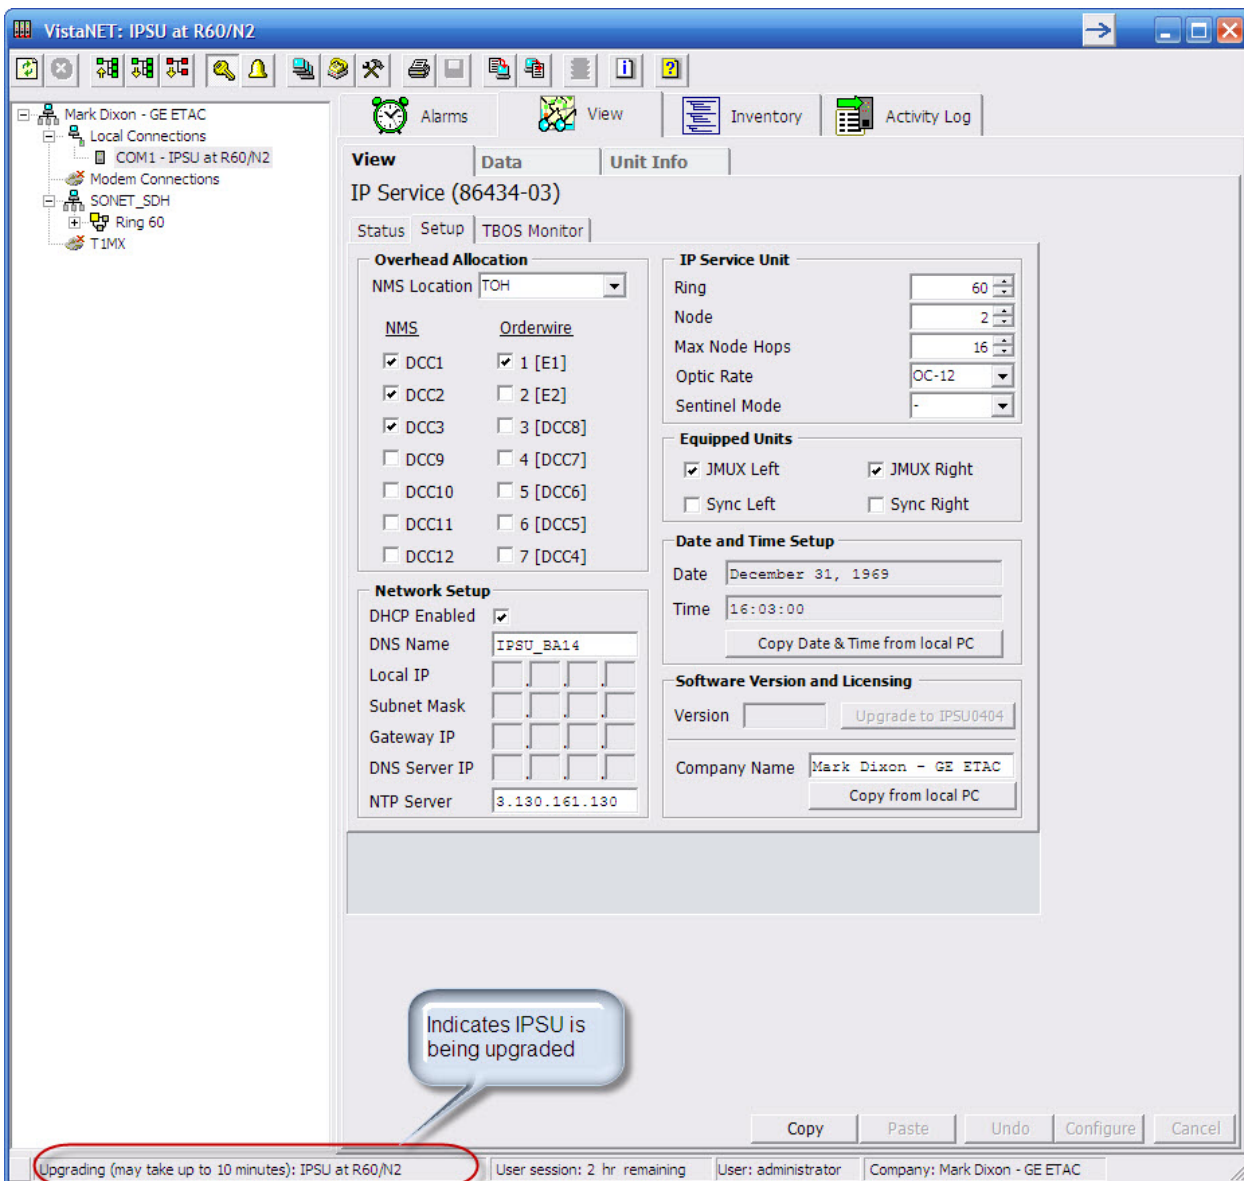 VistaNET: IPSU at R60/N2
Mark Dixon - GE ETAC
Local Connections
COM1 - IPSU at R60/N2
Modem Connections
SONET_SDH
Ring 60
T1MX
Alarms
View
Inventory
Activity Log
View
Data
Unit Info
IP Service (86434-03)
Status
Setup
TBOS Monitor
Overhead Allocation
NMS Location TOH
NMS Orderwire
DCC1 1 [E1]
DCC2 2 [E2]
DCC3 3 [DCC8]
DCC9 4 [DCC7]
DCC10 5 [DCC6]
DCC11 6 [DCC5]
DCC12 7 [DCC4]
Network Setup
DHCP Enabled
DNS Name IPSU_BA14
Local IP . . .
Subnet Mask . . .
Gateway IP . . .
DNS Server IP . . .
NTP Server 3.130.161.130
IP Service Unit
Ring 60
Node 2
Max Node Hops 16
Optic Rate OC-12
Sentinel Mode -
Equipped Units
JMUX Left JMUX Right
Sync Left Sync Right
Date and Time Setup
Date December 31, 1969
Time 16:03:00
Copy Date & Time from local PC
Software Version and Licensing
Version Upgrade to IPSU0404
Company Name Mark Dixon - GE ETAC
Copy from local PC
Indicates IPSU is
being upgraded
Copy Paste Undo Configure Cancel
Upgrading (may take up to 10 minutes): IPSU at R60/N2 User session: 2 hr remaining User: administrator Company: Mark Dixon - GE ETAC